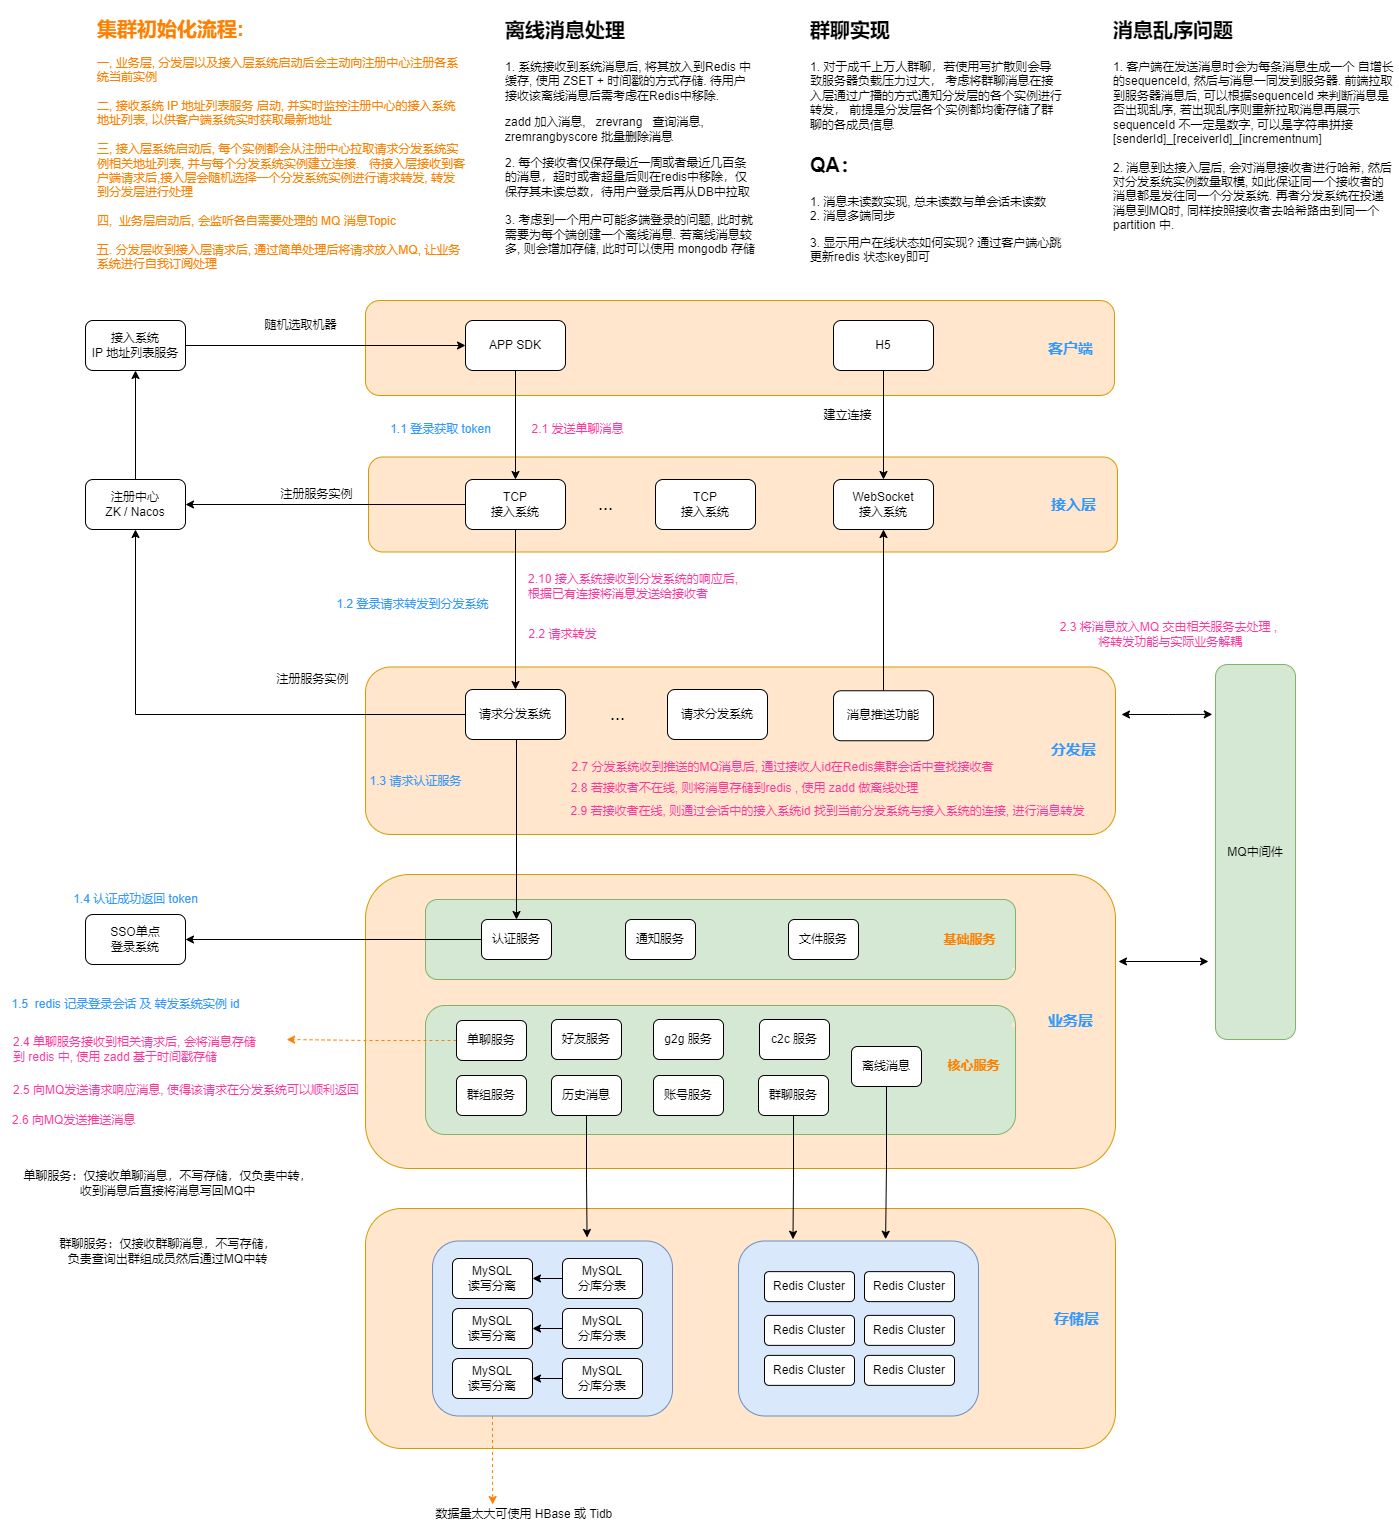 集群初始化流程:
一, 业务层, 分发层以及接入层系统启动后会主动向注册中心注册各系
统当前实例
二, 接收系统 IP 地址列表服务 启动, 并实时监控注册中心的接入系统
地址列表, 以供客户端系统实时获取最新地址
三, 接入层系统启动后, 每个实例都会从注册中心拉取请求分发系统实
例相关地址列表, 并与每个分发系统实例建立连接. 待接入层接收到客
户端请求后,接入层会随机选择一个分发系统实例进行请求转发, 转发
到分发层进行处理
四, 业务层启动后, 会监听各自需要处理的 MQ 消息Topic
五. 分发层收到接入层请求后, 通过简单处理后将请求放入MQ, 让业务
系统进行自我订阅处理
离线消息处理
1. 系统接收到系统消息后, 将其放入到Redis 中
缓存, 使用 ZSET + 时间戳的方式存储. 待用户
接收该离线消息后需考虑在Redis中移除.
zadd 加入消息, zrevrang 查询消息,
zremrangbyscore 批量删除消息
2. 每个接收者仅保存最近一周或者最近几百条
的消息，超时或者超量后则在redis中移除，仅
保存其未读总数，待用户登录后再从DB中拉取
3. 考虑到一个用户可能多端登录的问题, 此时就
需要为每个端创建一个离线消息. 若离线消息较
多, 则会增加存储, 此时可以使用 mongodb 存储
群聊实现
1. 对于成千上万人群聊，若使用写扩散则会导
致服务器负载压力过大， 考虑将群聊消息在接
入层通过广播的方式通知分发层的各个实例进行
转发， 前提是分发层各个实例都均衡存储了群
聊的各成员信息
QA：
1. 消息未读数实现, 总未读数与单会话未读数
2. 消息多端同步
3. 显示用户在线状态如何实现? 通过客户端心跳
更新redis 状态key即可
消息乱序问题
1. 客户端在发送消息时会为每条消息生成一个 自增长
的sequenceId, 然后与消息一同发到服务器. 前端拉取
到服务器消息后, 可以根据sequenceId 来判断消息是
否出现乱序, 若出现乱序则重新拉取消息再展示
sequenceId 不一定是数字, 可以是字符串拼接
[senderId]_[receiverId]_[incrementnum]
2. 消息到达接入层后, 会对消息接收者进行哈希, 然后
对分发系统实例数量取模, 如此保证同一个接收者的
消息都是发往同一个分发系统. 再者分发系统在投递
消息到MQ时, 同样按照接收者去哈希路由到同一个
partition 中.
接入系统
IP 地址列表服务
随机选取机器
APP SDK
H5
客户端
1.1 登录获取 token
2.1 发送单聊消息
建立连接
注册中心
ZK / Nacos
注册服务实例
TCP
接入系统
...
TCP
接入系统
WebSocket
接入系统
接入层
1.2 登录请求转发到分发系统
2.10 接入系统接收到分发系统的响应后,
根据已有连接将消息发送给接收者
2.2 请求转发
2.3 将消息放入MQ 交由相关服务去处理 ,
将转发功能与实际业务解耦
注册服务实例
请求分发系统
...
请求分发系统
消息推送功能
分发层
1.3 请求认证服务
2.7 分发系统收到推送的MQ消息后, 通过接收人id在Redis集群会话中查找接收者
2.8 若接收者不在线, 则将消息存储到redis , 使用 zadd 做离线处理
2.9 若接收者在线, 则通过会话中的接入系统id 找到当前分发系统与接入系统的连接, 进行消息转发
MQ中间件
1.4 认证成功返回 token
SSO单点
登录系统
认证服务
通知服务
文件服务
基础服务
1.5 redis 记录登录会话 及 转发系统实例 id
2.4 单聊服务接收到相关请求后, 会将消息存储
到 redis 中, 使用 zadd 基于时间戳存储
2.5 向MQ发送请求响应消息, 使得该请求在分发系统可以顺利返回
2.6 向MQ发送推送消息
单聊服务
好友服务
g2g 服务
c2c 服务
离线消息
群组服务
历史消息
账号服务
群聊服务
核心服务
业务层
单聊服务：仅接收单聊消息，不写存储，仅负责中转，
收到消息后直接将消息写回MQ中
群聊服务：仅接收群聊消息，不写存储，
负责查询出群组成员然后通过MQ中转
MySQL
读写分离
MySQL
分库分表
MySQL
读写分离
MySQL
分库分表
MySQL
读写分离
MySQL
分库分表
Redis Cluster
Redis Cluster
Redis Cluster
Redis Cluster
Redis Cluster
Redis Cluster
存储层
数据量太大可使用 HBase 或 Tidb